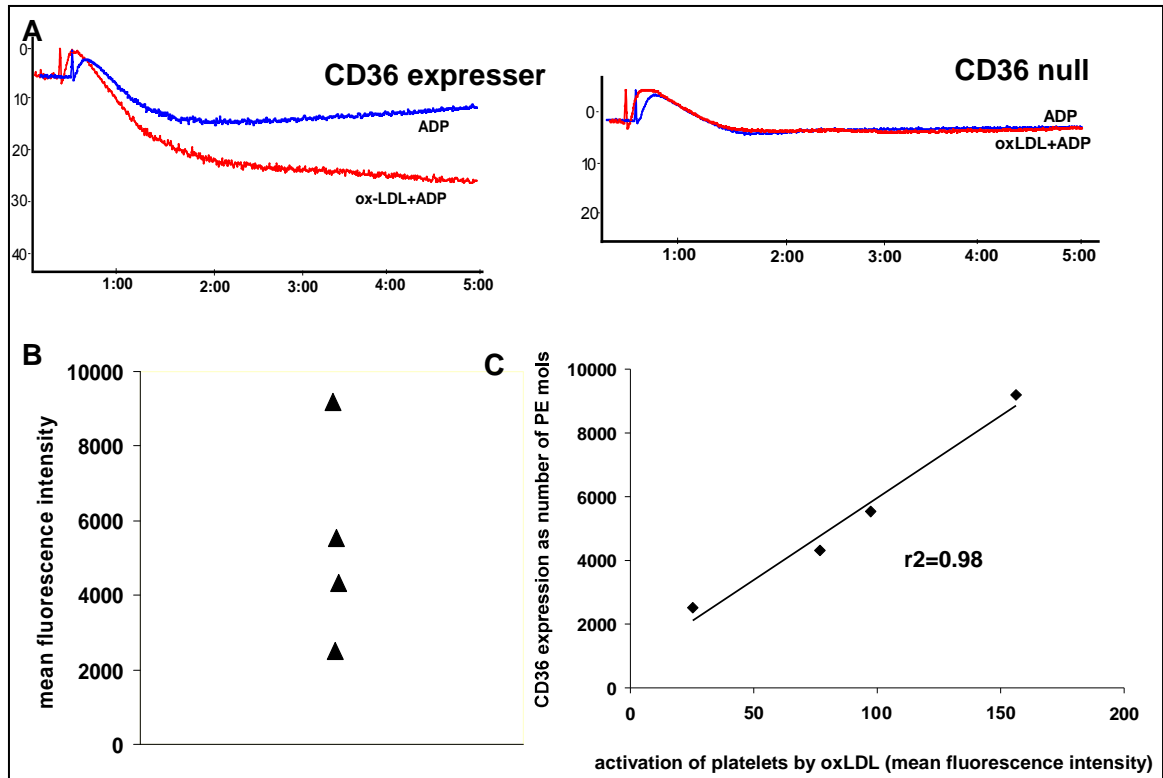 A
CD36 expresser
0
10
20
30
40
ADP
ox-LDL+ADP
1:00
2:00
3:00
4:00
5:00
CD36 null
0
10
20
ADP
oxLDL+ADP
1:00
2:00
3:00
4:00
5:00
B
mean fluorescence intensity
10000
8000
6000
4000
2000
0
C
CD36 expression as number of PE mols
10000
8000
6000
4000
2000
0
r2=0.98
0
50
100
150
200
activation of platelets by oxLDL (mean fluorescence intensity)